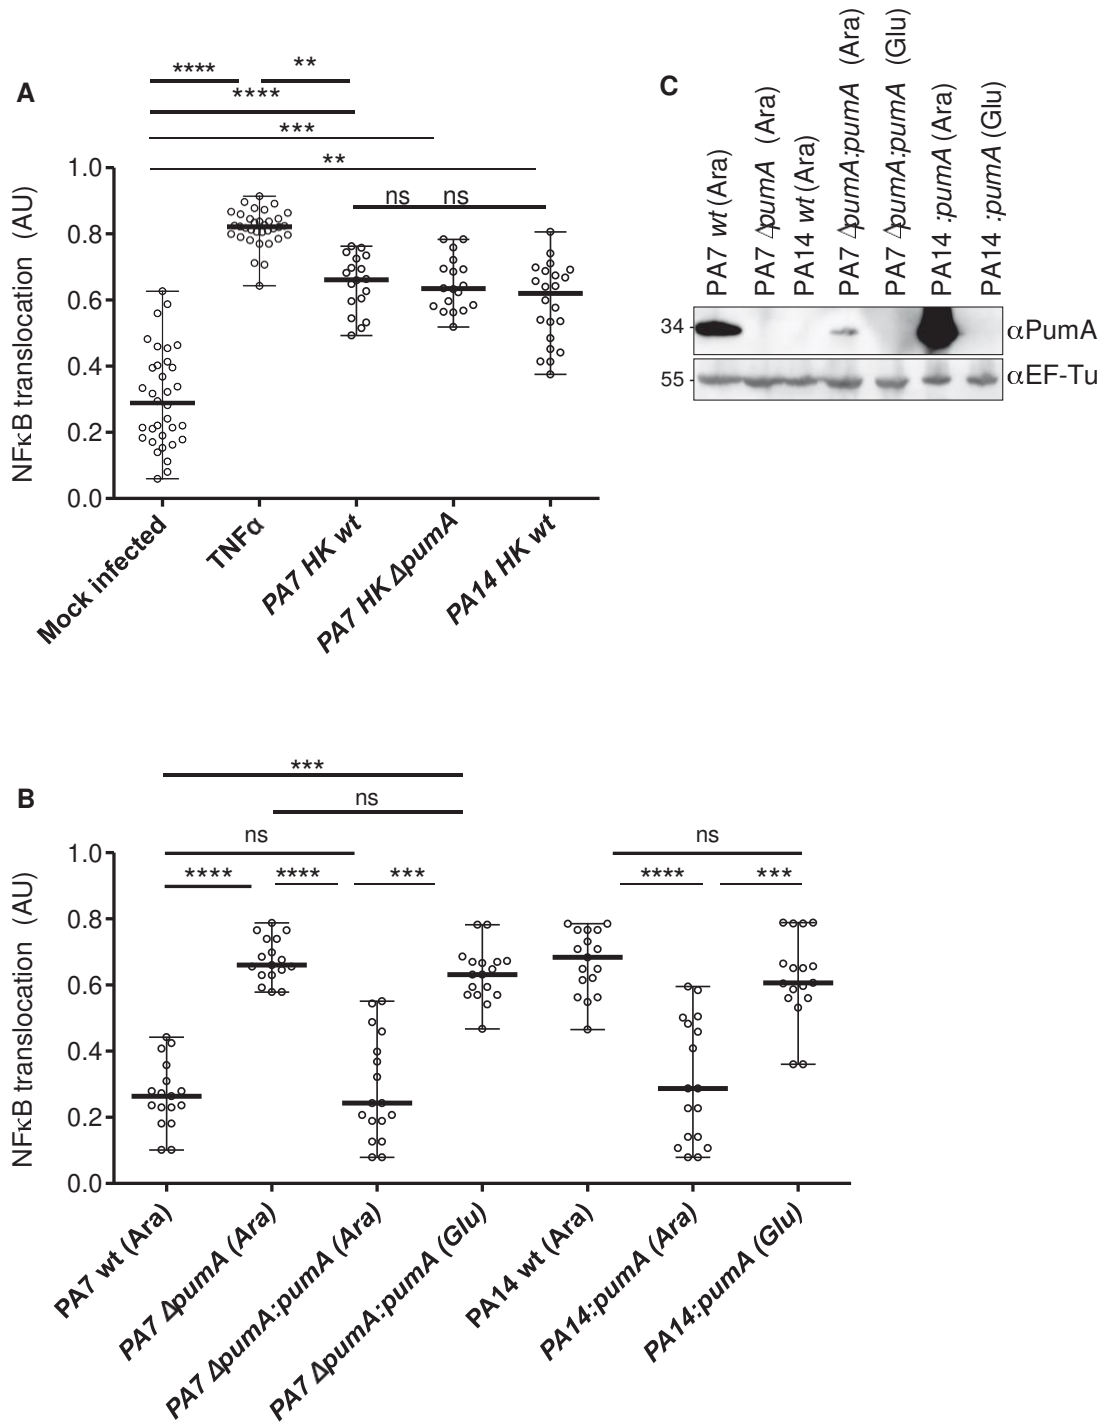 A
****
**
****
***
**
ns
ns
NFκB translocation (AU)
1.0
0.8
0.6
0.4
0.2
0.0
Mock infected
TNFα
PA7 HK wt
PA7 HK ΔpumA
PA14 HK wt
C
PA7 wt (Ara)
PA7 ΔpumA (Ara)
PA14 wt (Ara)
PA7 ΔpumA:pumA (Ara)
PA7 ΔpumA:pumA (Glu)
PA14 :pumA (Ara)
PA14 :pumA (Glu)
34
αPumA
55
αEF-Tu
B
***
ns
ns
ns
****
****
***
****
***
NFκB translocation (AU)
1.0
0.8
0.6
0.4
0.2
0.0
PA7 wt (Ara)
PA7 ΔpumA (Ara)
PA7 ΔpumA:pumA (Ara)
PA7 ΔpumA:pumA (Glu)
PA14 wt (Ara)
PA14:pumA (Ara)
PA14:pumA (Glu)